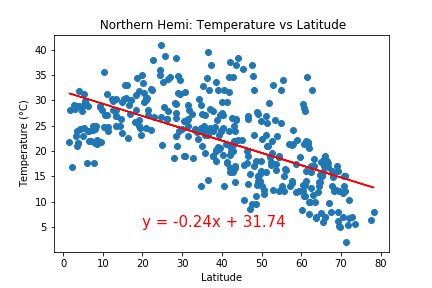 Northern Hemi: Temperature vs Latitude
Temperature (°C)
40
35
30
25
20
15
10
5
y = -0.24x + 31.74
0 10 20 30 40 50 60 70 80
Latitude